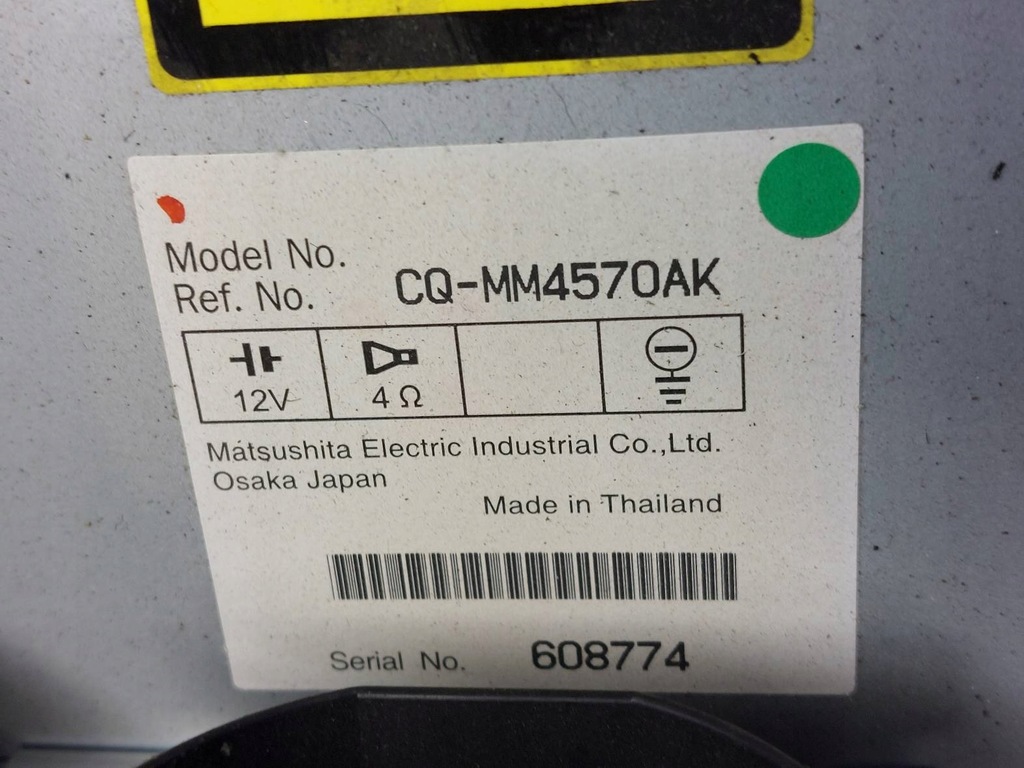 Model No.
Ref. No.
CQ-MM4570AK
12V
4 Ω
Matsushita Electric Industrial Co.,Ltd.
Osaka Japan
Made in Thailand
Serial No. 608774